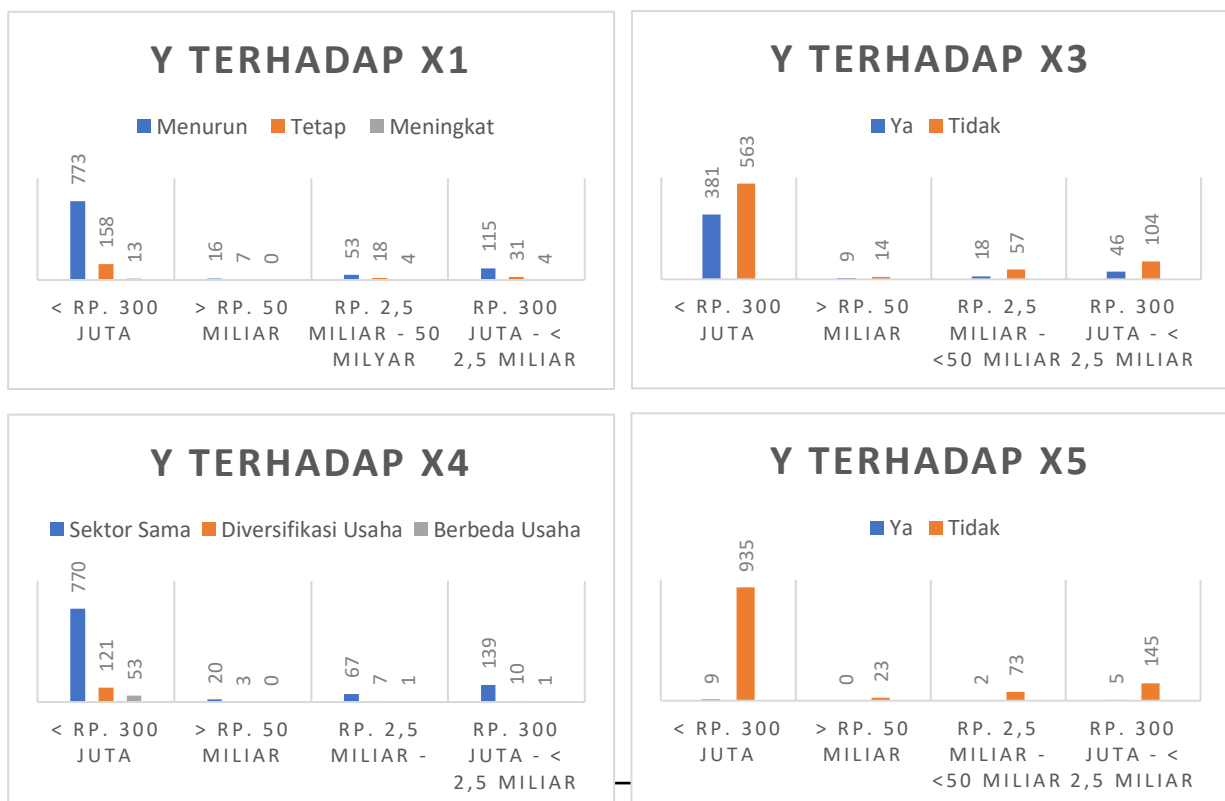 Y TERHADAP X1
Menurun Tetap Meningkat
773
158
13
16
7
0
53
18
4
115
31
4
< RP. 300 JUTA
> RP. 50 MILIAR
RP. 2,5 MILIAR - 50 MILYAR
RP. 300 JUTA - < 2,5 MILIAR
Y TERHADAP X3
Ya Tidak
381
563
9
14
18
57
46
104
< RP. 300 JUTA
> RP. 50 MILIAR
RP. 2,5 MILIAR - <50 MILIAR
RP. 300 JUTA - < 2,5 MILIAR
Y TERHADAP X4
Sektor Sama Diversifikasi Usaha Berbeda Usaha
770
121
53
20
3
0
67
7
1
139
10
1
< RP. 300 JUTA
> RP. 50 MILIAR
RP. 2,5 MILIAR -
RP. 300 JUTA - < 2,5 MILIAR
Y TERHADAP X5
Ya Tidak
9
935
0
23
2
73
5
145
< RP. 300 JUTA
> RP. 50 MILIAR
RP. 2,5 MILIAR - <50 MILIAR
RP. 300 JUTA - < 2,5 MILIAR